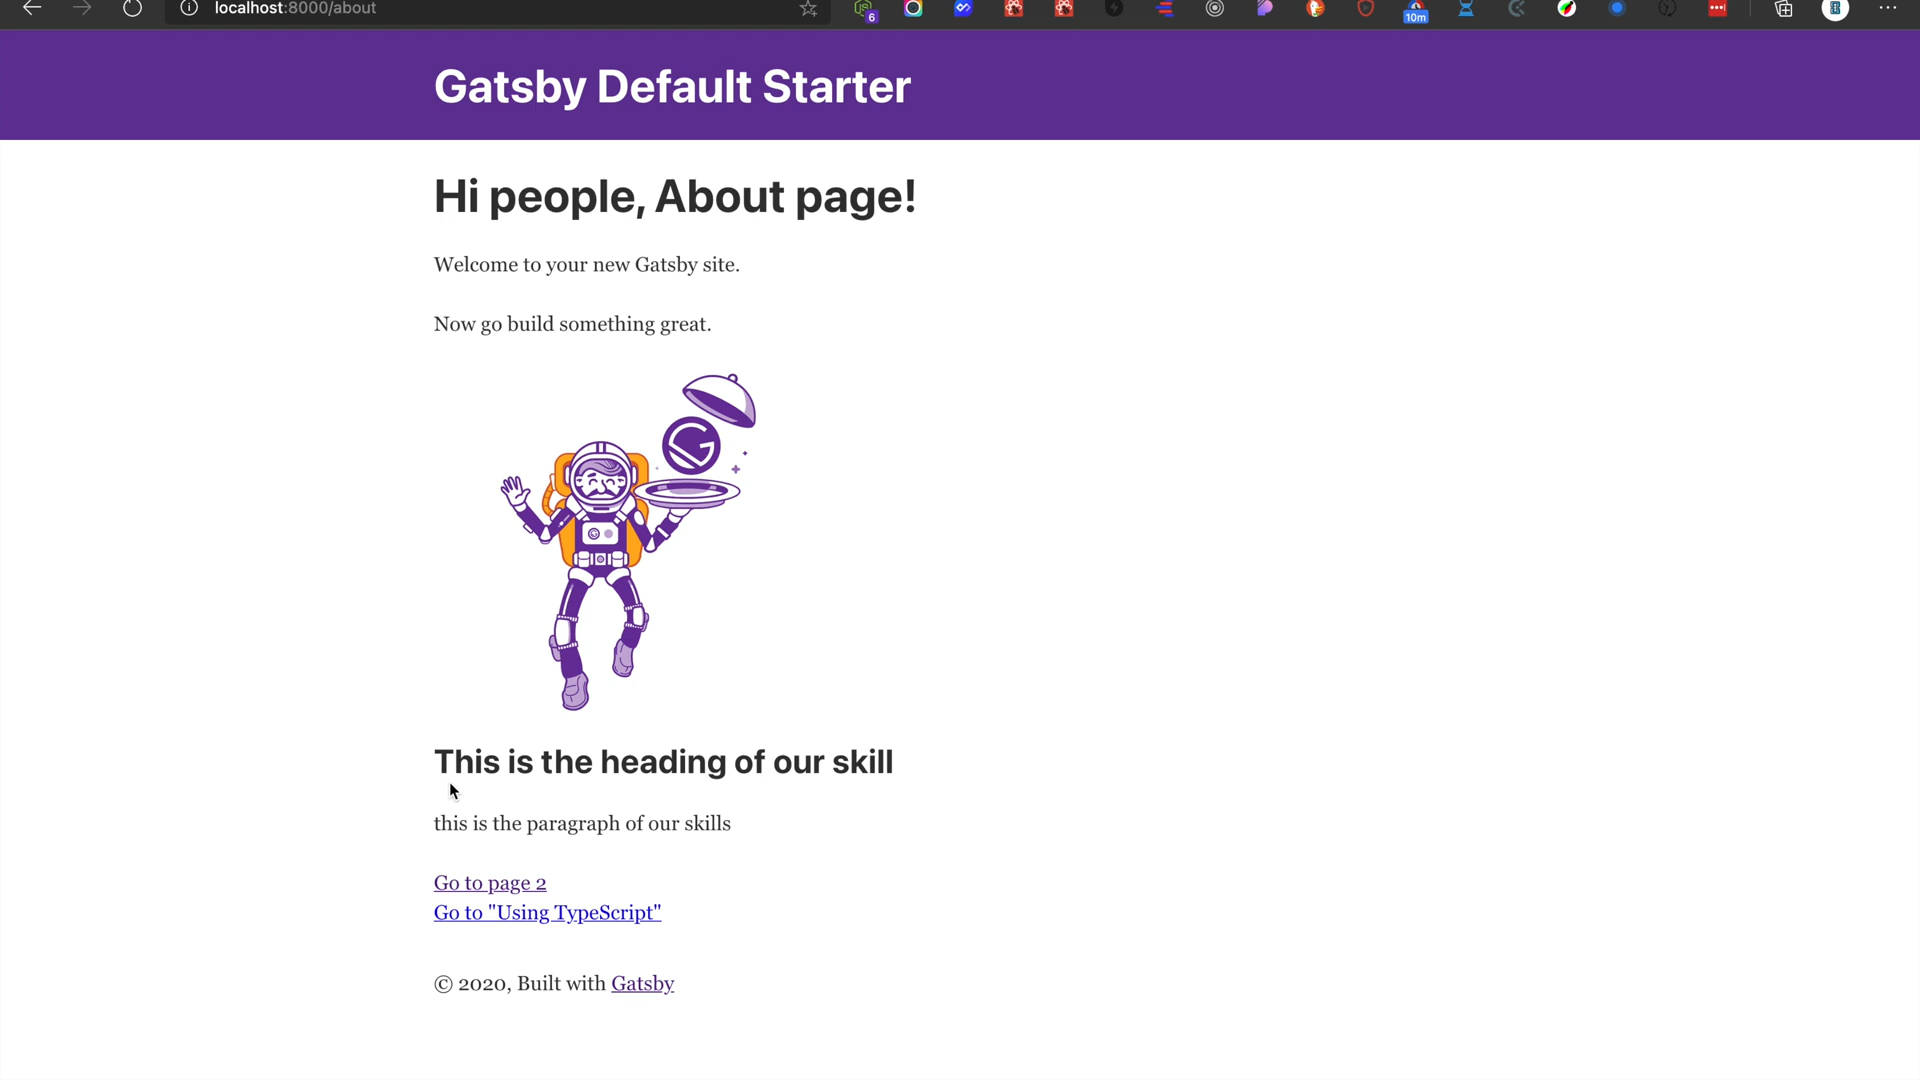 localhost:8000/about
6
10m
Gatsby Default Starter
Hi people, About page!
Welcome to your new Gatsby site.
Now go build something great.
This is the heading of our skill
this is the paragraph of our skills
Go to page 2
Go to "Using TypeScript"
© 2020, Built with Gatsby